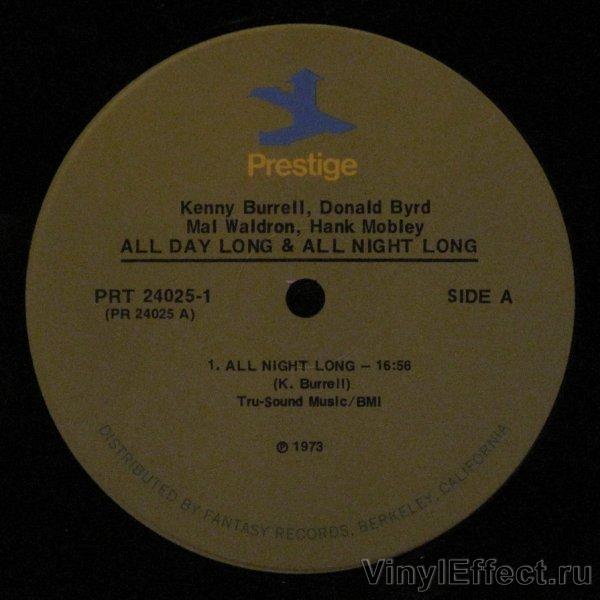 Prestige
Kenny Burrell, Donald Byrd
Mal Waldron, Hank Mobley
ALL DAY LONG & ALL NIGHT LONG
PRT 24025-1
(PR 24025 A)
SIDE A
1. ALL NIGHT LONG – 16:56
(K. Burrell)
Tru-Sound Music/BMI
℗ 1973
DISTRIBUTED BY FANTASY RECORDS, BERKELEY, CALIFORNIA
VinylEffect.ru